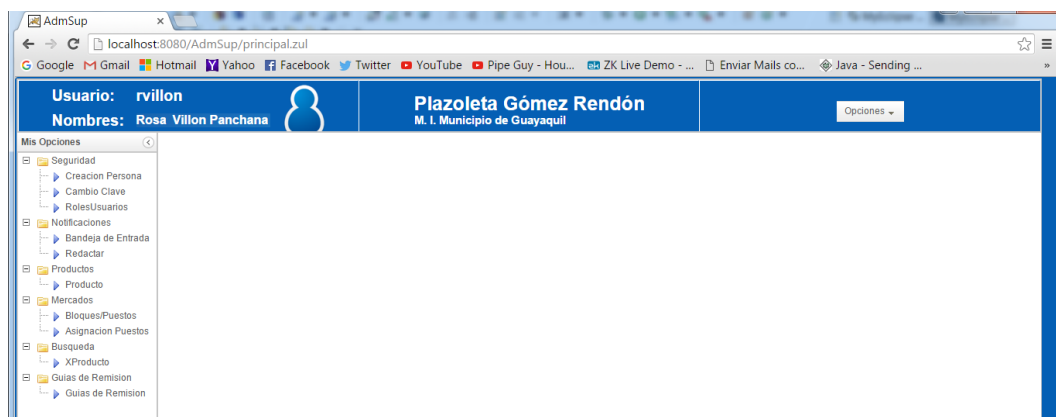 AdmSup
localhost:8080/AdmSup/principal.zul
Google Gmail Hotmail Yahoo Facebook Twitter YouTube Pipe Guy - Hou... ZK Live Demo - ... Enviar Mails co... Java - Sending ... »
Usuario: rvillon
Nombres: Rosa Villon Panchana
Plazoleta Gómez Rendón
M. I. Municipio de Guayaquil
Opciones
Mis Opciones
Seguridad
Creacion Persona
Cambio Clave
RolesUsuarios
Notificaciones
Bandeja de Entrada
Redactar
Productos
Producto
Mercados
Bloques/Puestos
Asignacion Puestos
Busqueda
XProducto
Guias de Remision
Guias de Remision